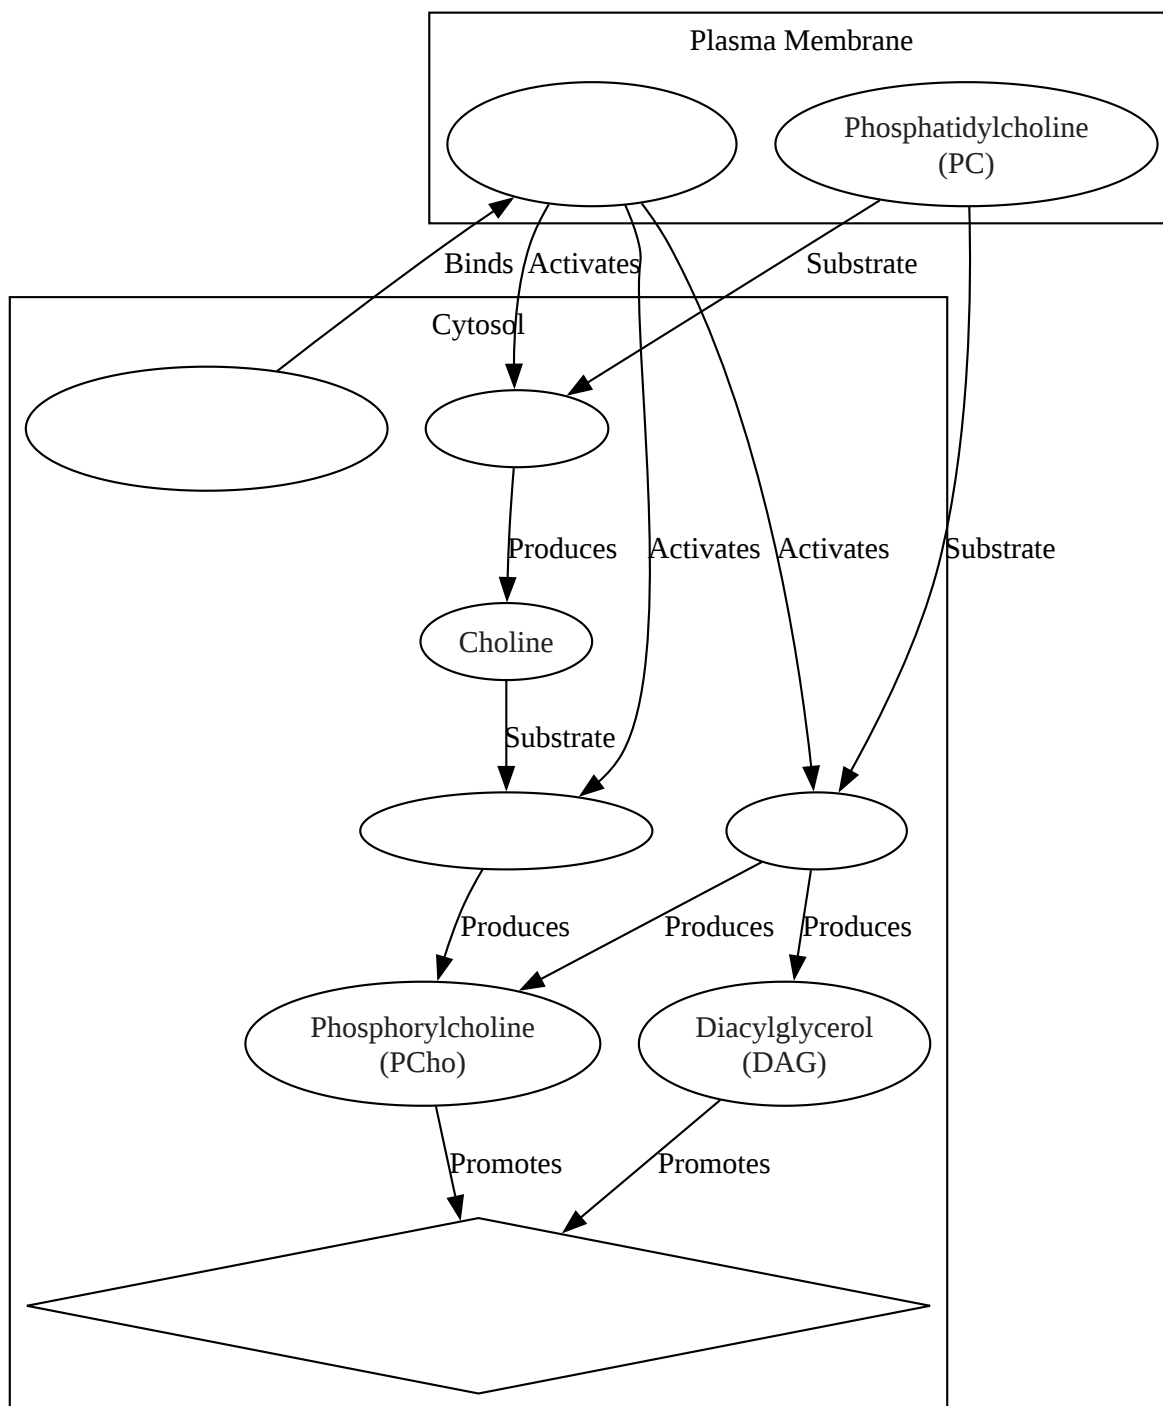 Plasma Membrane
Phosphatidylcholine
(PC)
Binds
Activates
Substrate
Cytosol
Produces
Activates
Activates
Substrate
Choline
Substrate
Produces
Produces
Produces
Phosphorylcholine
(PCho)
Diacylglycerol
(DAG)
Promotes
Promotes